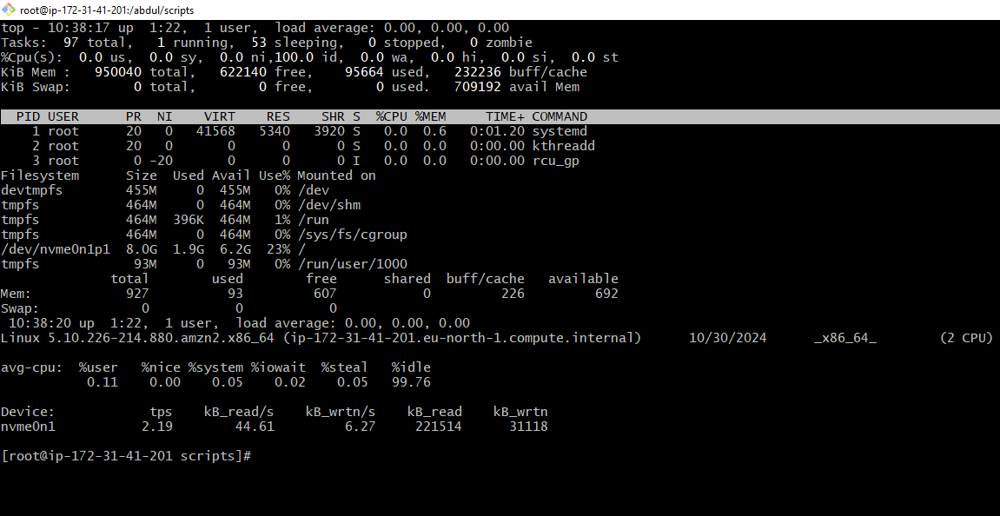 root@ip-172-31-41-201:/abdul/scripts
top - 10:38:17 up  1:22,  1 user,  load average: 0.00, 0.00, 0.00
Tasks:  97 total,   1 running,  53 sleeping,   0 stopped,   0 zombie
%Cpu(s):  0.0 us,  0.0 sy,  0.0 ni,100.0 id,  0.0 wa,  0.0 hi,  0.0 si,  0.0 st
KiB Mem :   950040 total,   622140 free,    95664 used,   232236 buff/cache
KiB Swap:        0 total,        0 free,        0 used.   709192 avail Mem
  PID USER      PR  NI    VIRT    RES    SHR S  %CPU %MEM     TIME+ COMMAND
    1 root      20   0   41568   5340   3920 S   0.0  0.6   0:01.20 systemd
    2 root      20   0       0      0      0 S   0.0  0.0   0:00.00 kthreadd
    3 root       0 -20       0      0      0 I   0.0  0.0   0:00.00 rcu_gp
Filesystem      Size  Used Avail Use% Mounted on
devtmpfs        455M     0  455M   0% /dev
tmpfs           464M     0  464M   0% /dev/shm
tmpfs           464M  396K  464M   1% /run
tmpfs           464M     0  464M   0% /sys/fs/cgroup
/dev/nvme0n1p1  8.0G  1.9G  6.2G  23% /
tmpfs            93M     0   93M   0% /run/user/1000
              total        used        free      shared  buff/cache   available
Mem:            927          93         607           0         226         692
Swap:             0           0           0
 10:38:20 up  1:22,  1 user,  load average: 0.00, 0.00, 0.00
Linux 5.10.226-214.880.amzn2.x86_64 (ip-172-31-41-201.eu-north-1.compute.internal)      10/30/2024      _x86_64_        (2 CPU)
avg-cpu:  %user   %nice %system %iowait  %steal   %idle
           0.11    0.00    0.05    0.02    0.05   99.76
Device:            tps    kB_read/s    kB_wrtn/s    kB_read    kB_wrtn
nvme0n1           2.19        44.61         6.27     221514      31118
[root@ip-172-31-41-201 scripts]#